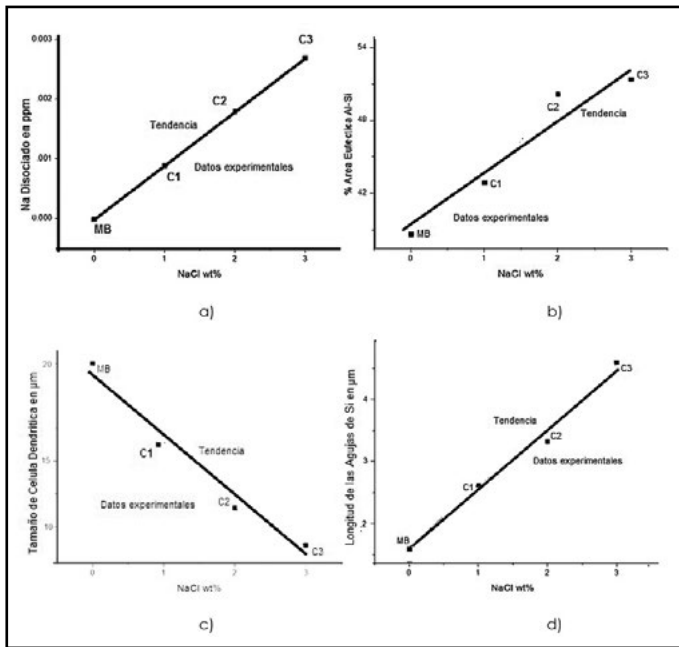 a)
Na Disociado en ppm
0.003
0.002
0.001
0.000
C3
C2
Tendencia
C1
Datos experimentales
MB
0 1 2 3
NaCl wt%
a)
b)
% Area Eutectica Al-Si
54
48
42
C3
C2
Tendencia
C1
Datos experimentales
MB
0 1 2 3
NaCl wt%
b)
Tamaño de Celula Dendritica en µm
20
15
10
MB
C1
Tendencia
Datos experimentales
C2
C3
0 1 2 3
NaCl wt%
c)
Longitud de las Agujas de Si en µm
4
3
2
C3
Tendencia
C2
Datos experimentales
C1
MB
0 1 2 3
NaCl wt%
d)